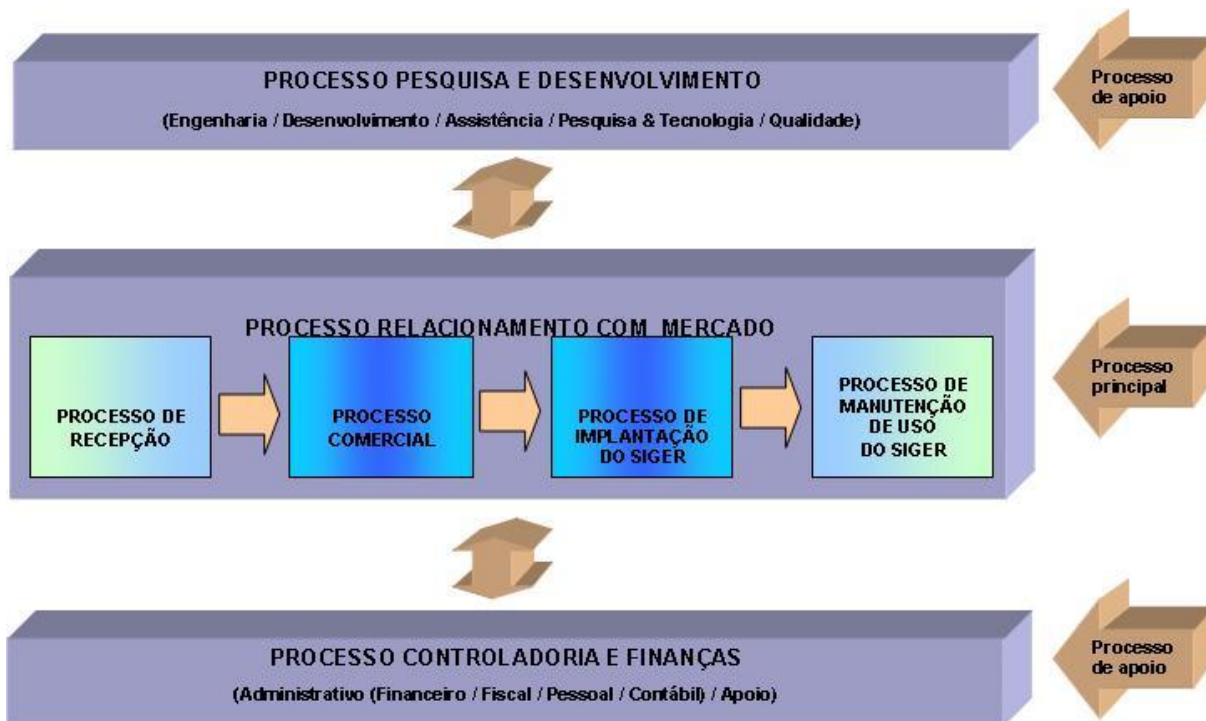 PROCESSO PESQUISA E DESENVOLVIMENTO
(Engenharia / Desenvolvimento / Assistência / Pesquisa & Tecnologia / Qualidade)
Processo
de apoio
PROCESSO RELACIONAMENTO COM MERCADO
PROCESSO DE
RECEPÇÃO
PROCESSO
COMERCIAL
PROCESSO DE
IMPLANTAÇÃO
DO SIGER
PROCESSO DE
MANUTENÇÃO
DE USO
DO SIGER
Processo
principal
PROCESSO CONTROLADORIA E FINANÇAS
(Administrativo (Financeiro / Fiscal / Pessoal / Contábil) / Apoio)
Processo
de apoio